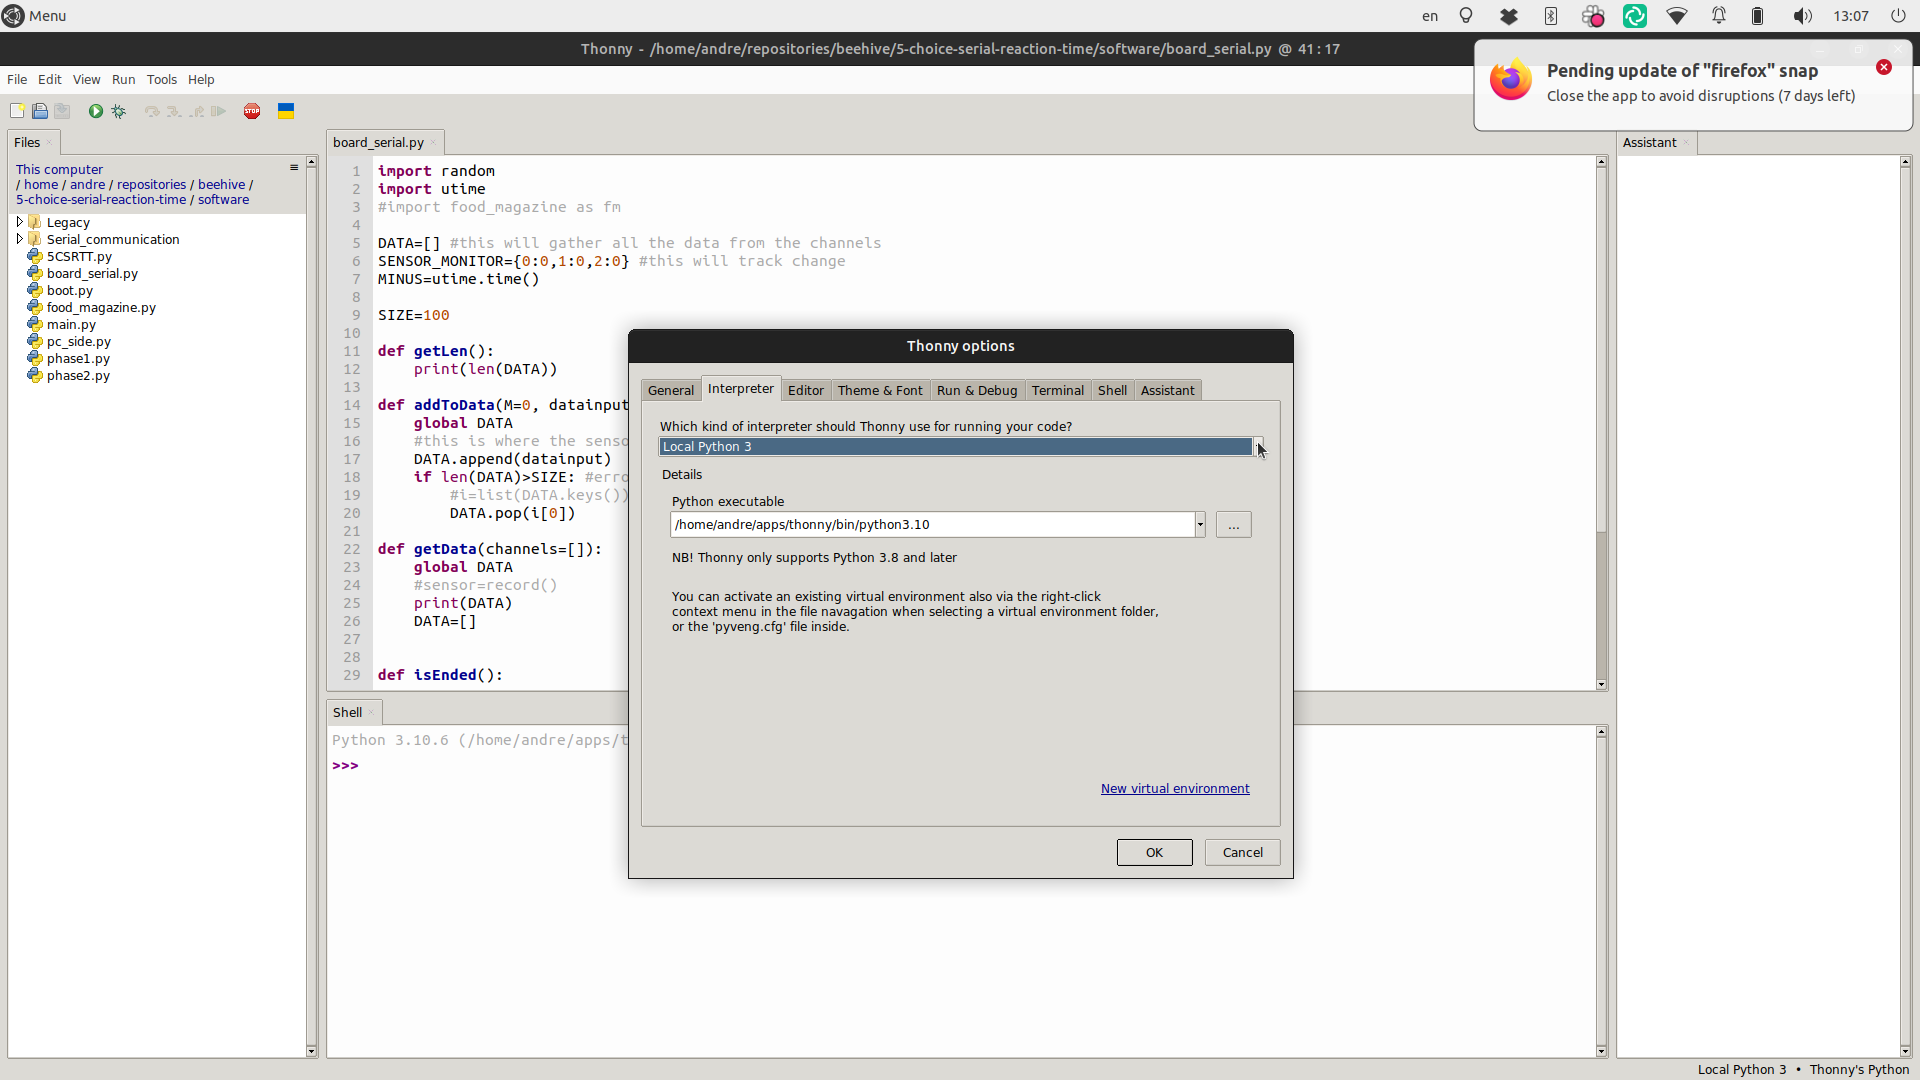 Menu
en
13:07
Thonny - /home/andre/repositories/beehive/5-choice-serial-reaction-time/software/board_serial.py @ 41:17
Pending update of "firefox" snap
Close the app to avoid disruptions (7 days left)
File Edit View Run Tools Help
STOP
Files
This computer
/ home / andre / repositories / beehive /
5-choice-serial-reaction-time / software
Legacy
Serial_communication
5CSRTT.py
board_serial.py
boot.py
food_magazine.py
main.py
pc_side.py
phase1.py
phase2.py
board_serial.py
1 import random
2 import utime
3 #import food_magazine as fm
4
5 DATA=[] #this will gather all the data from the channels
6 SENSOR_MONITOR={0:0,1:0,2:0} #this will track change
7 MINUS=utime.time()
8
9 SIZE=100
10
11 def getLen():
12 print(len(DATA))
13
14 def addToData(M=0, datainput
15 global DATA
16 #this is where the senso
17 DATA.append(datainput)
18 if len(DATA)>SIZE: #erro
19 #i=list(DATA.keys())
20 DATA.pop(i[0])
21
22 def getData(channels=[]):
23 global DATA
24 #sensor=record()
25 print(DATA)
26 DATA=[]
27
28
29 def isEnded():
Shell
Python 3.10.6 (/home/andre/apps/t
>>>
Assistant
Thonny options
General Interpreter Editor Theme & Font Run & Debug Terminal Shell Assistant
Which kind of interpreter should Thonny use for running your code?
Local Python 3
Details
Python executable
/home/andre/apps/thonny/bin/python3.10
...
NB! Thonny only supports Python 3.8 and later
You can activate an existing virtual environment also via the right-click
context menu in the file navagation when selecting a virtual environment folder,
or the 'pyveng.cfg' file inside.
New virtual environment
OK Cancel
Local Python 3 • Thonny's Python